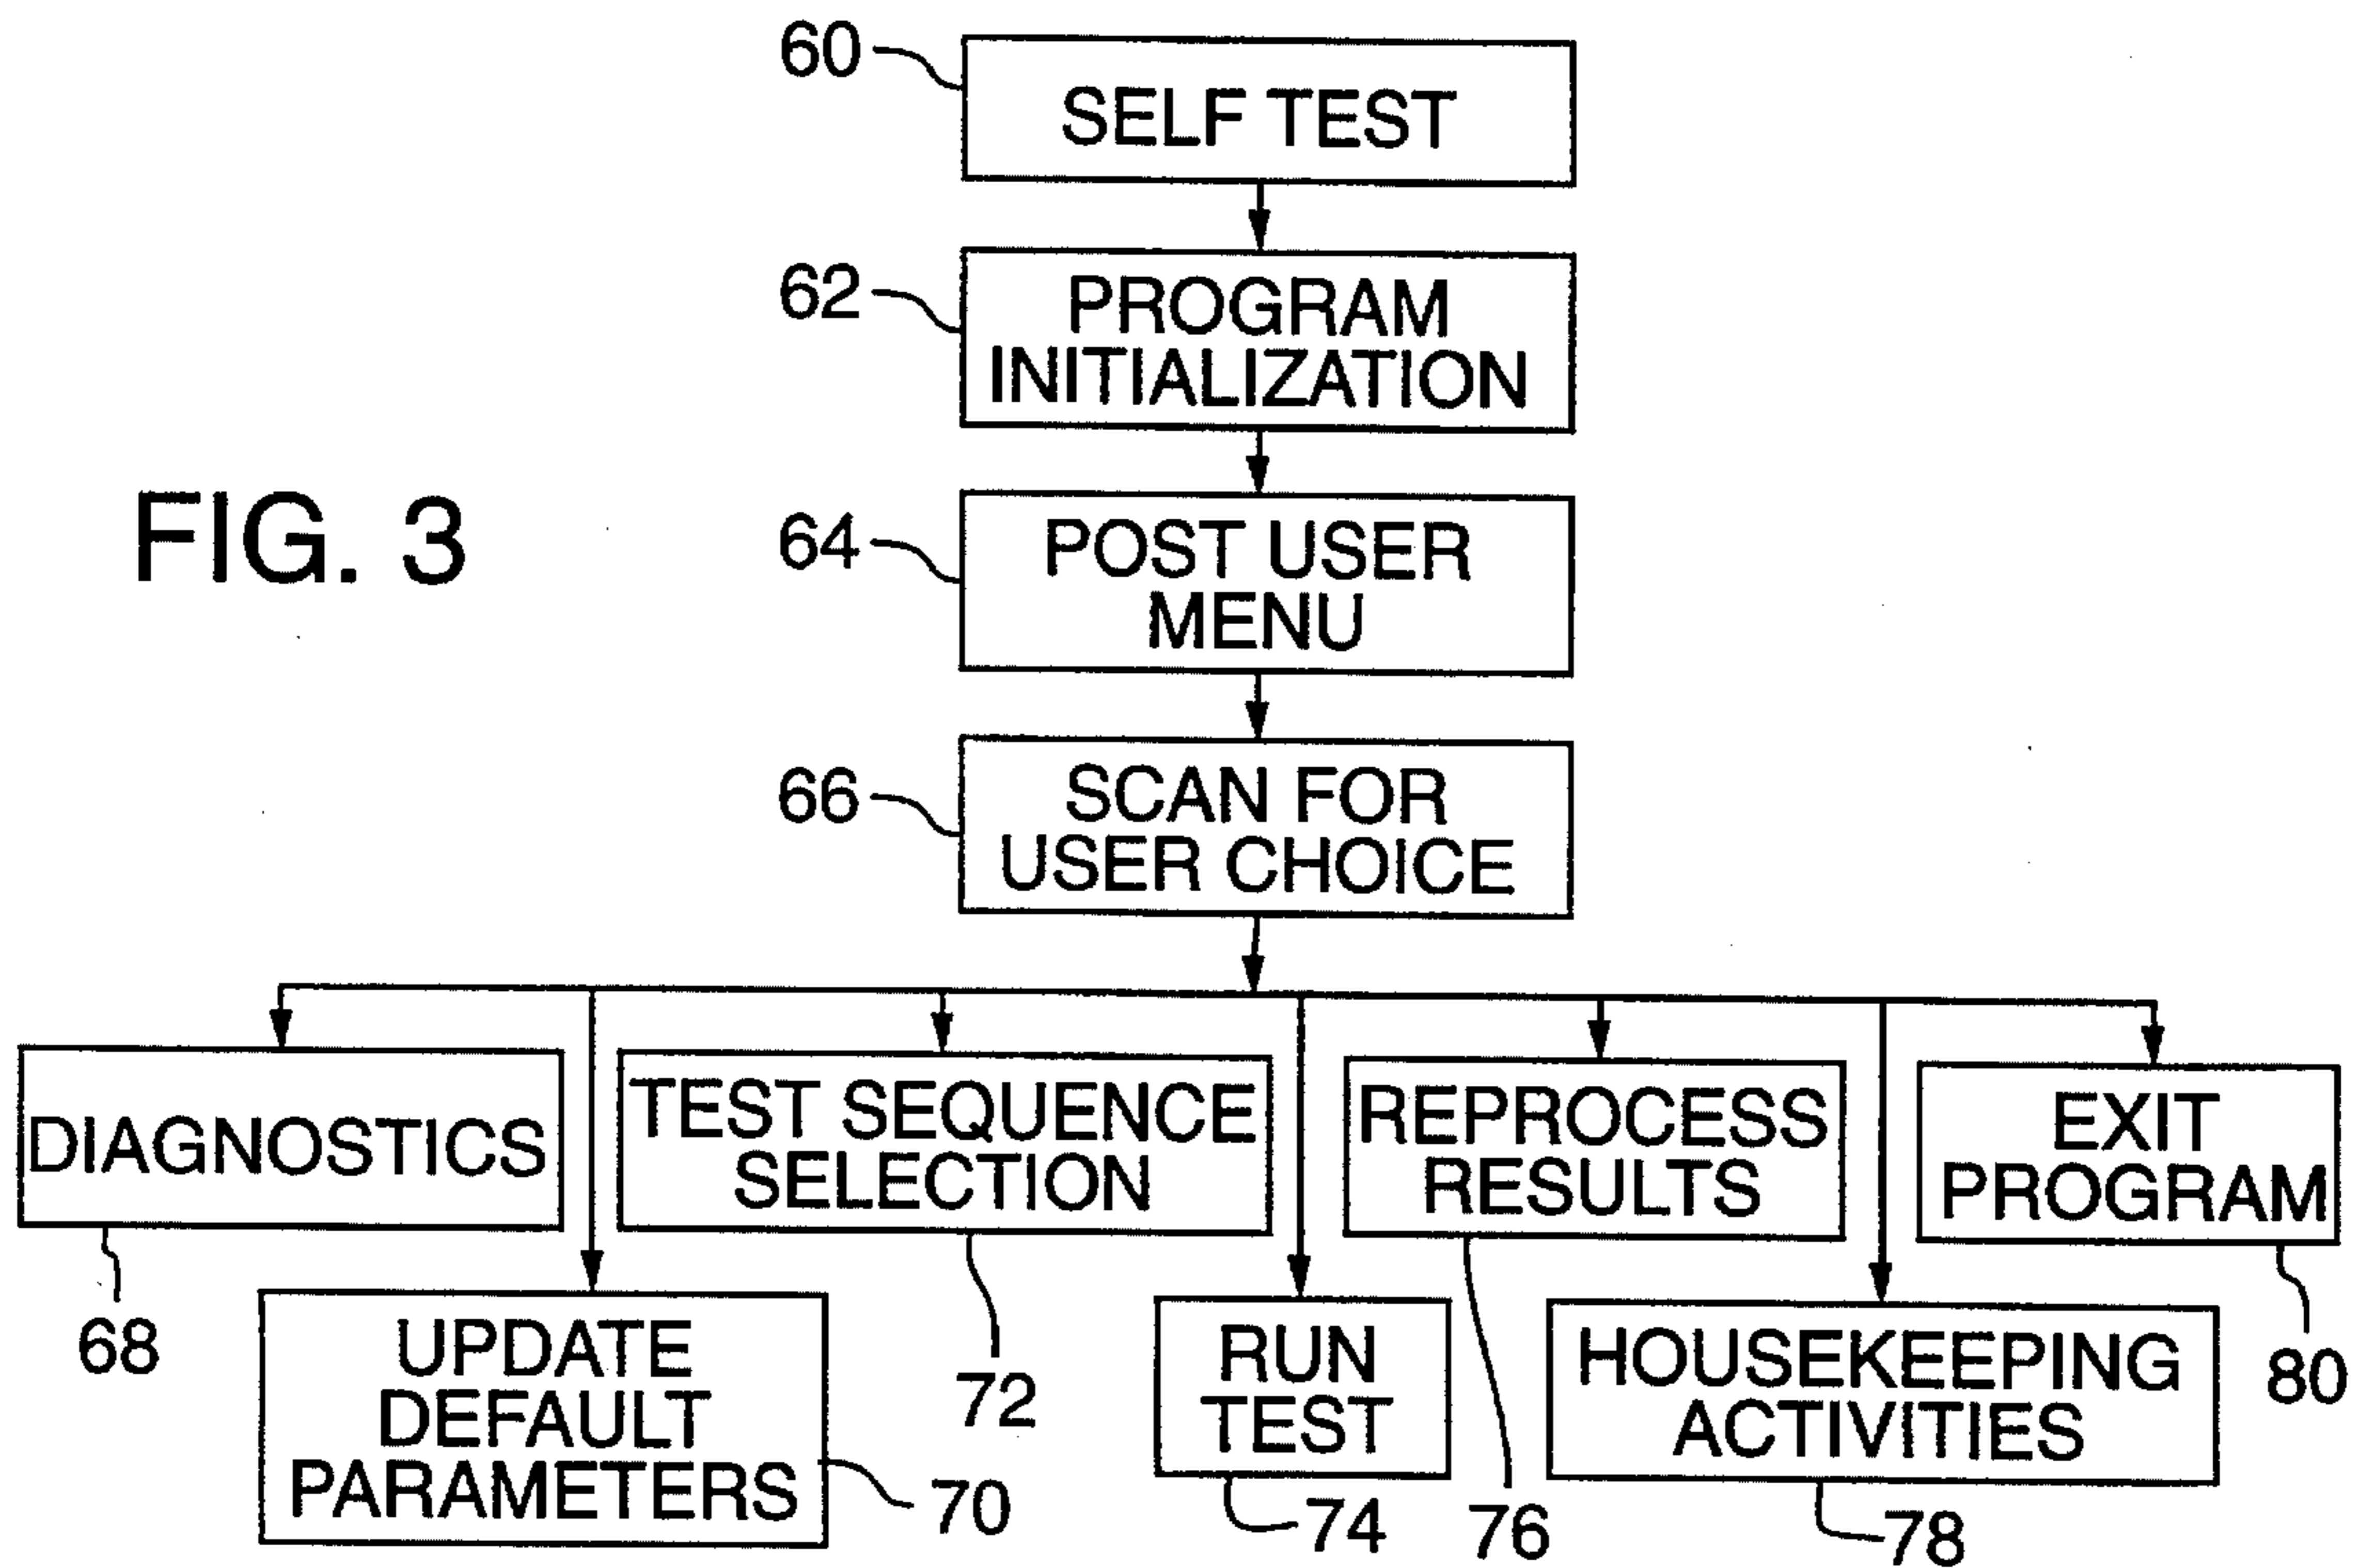 60
SELF TEST
62
PROGRAM
INITIALIZATION
FIG. 3
64
POST USER
MENU
66
SCAN FOR
USER CHOICE
DIAGNOSTICS
68
UPDATE
DEFAULT
PARAMETERS
70
TEST SEQUENCE
SELECTION
72
RUN
TEST
74
REPROCESS
RESULTS
76
HOUSEKEEPING
ACTIVITIES
78
EXIT
PROGRAM
80